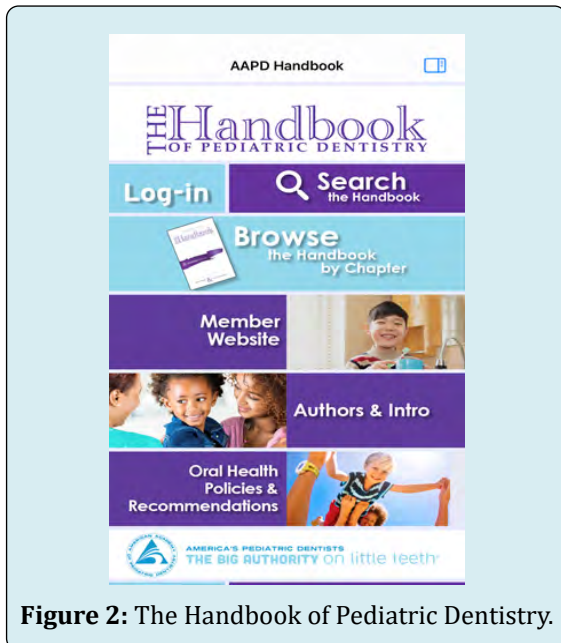 AAPD Handbook
THE Handbook
OF PEDIATRIC DENTISTRY
Log-in
Search
the Handbook
Handbook
Browse
the Handbook
by Chapter
Member
Website
Authors & Intro
Oral Health
Policies &
Recommendations
AMERICA'S PEDIATRIC DENTISTS
THE BIG AUTHORITY on little teeth
Figure 2: The Handbook of Pediatric Dentistry.